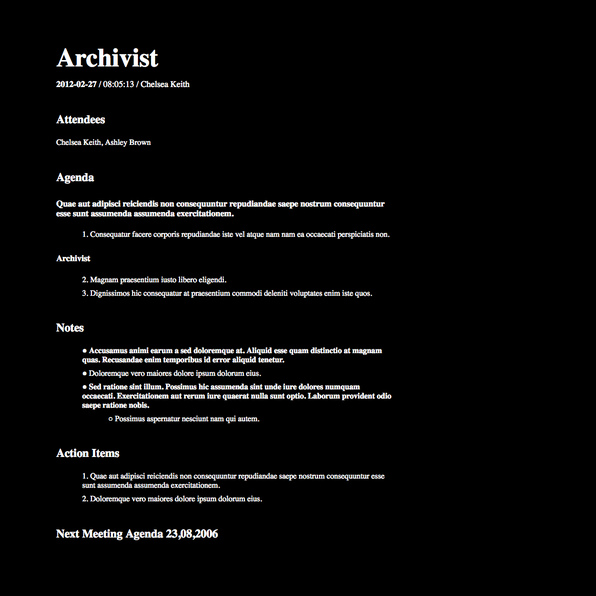 Archivist
2012-02-27 / 08:05:13 / Chelsea Keith
Attendees
Chelsea Keith, Ashley Brown
Agenda
Quae aut adipisci reiciendis non consequuntur repudiandae saepe nostrum consequuntur
esse sunt assumenda assumenda exercitationem.
1. Consequatur facere corporis repudiandae iste vel atque nam nam ea occaecati perspiciatis non.
Archivist
2. Magnam praesentium iusto libero eligendi.
3. Dignissimos hic consequatur at praesentium commodi deleniti voluptates enim iste quos.
Notes
● Accusamus animi earum a sed doloremque at. Aliquid esse quam distinctio at magnam
quas. Recusandae enim temporibus id error aliquid tenetur.
● Doloremque vero maiores dolore ipsum dolorum eius.
● Sed ratione sint illum. Possimus hic assumenda sint unde iure dolores numquam
occaecati. Exercitationem aut rerum iure quaerat nulla sunt optio. Laborum provident odio
saepe ratione nobis.
○ Possimus aspernatur nesciunt nam qui autem.
Action Items
1. Quae aut adipisci reiciendis non consequuntur repudiandae saepe nostrum consequuntur esse
sunt assumenda assumenda exercitationem.
2. Doloremque vero maiores dolore ipsum dolorum eius.
Next Meeting Agenda 23,08,2006